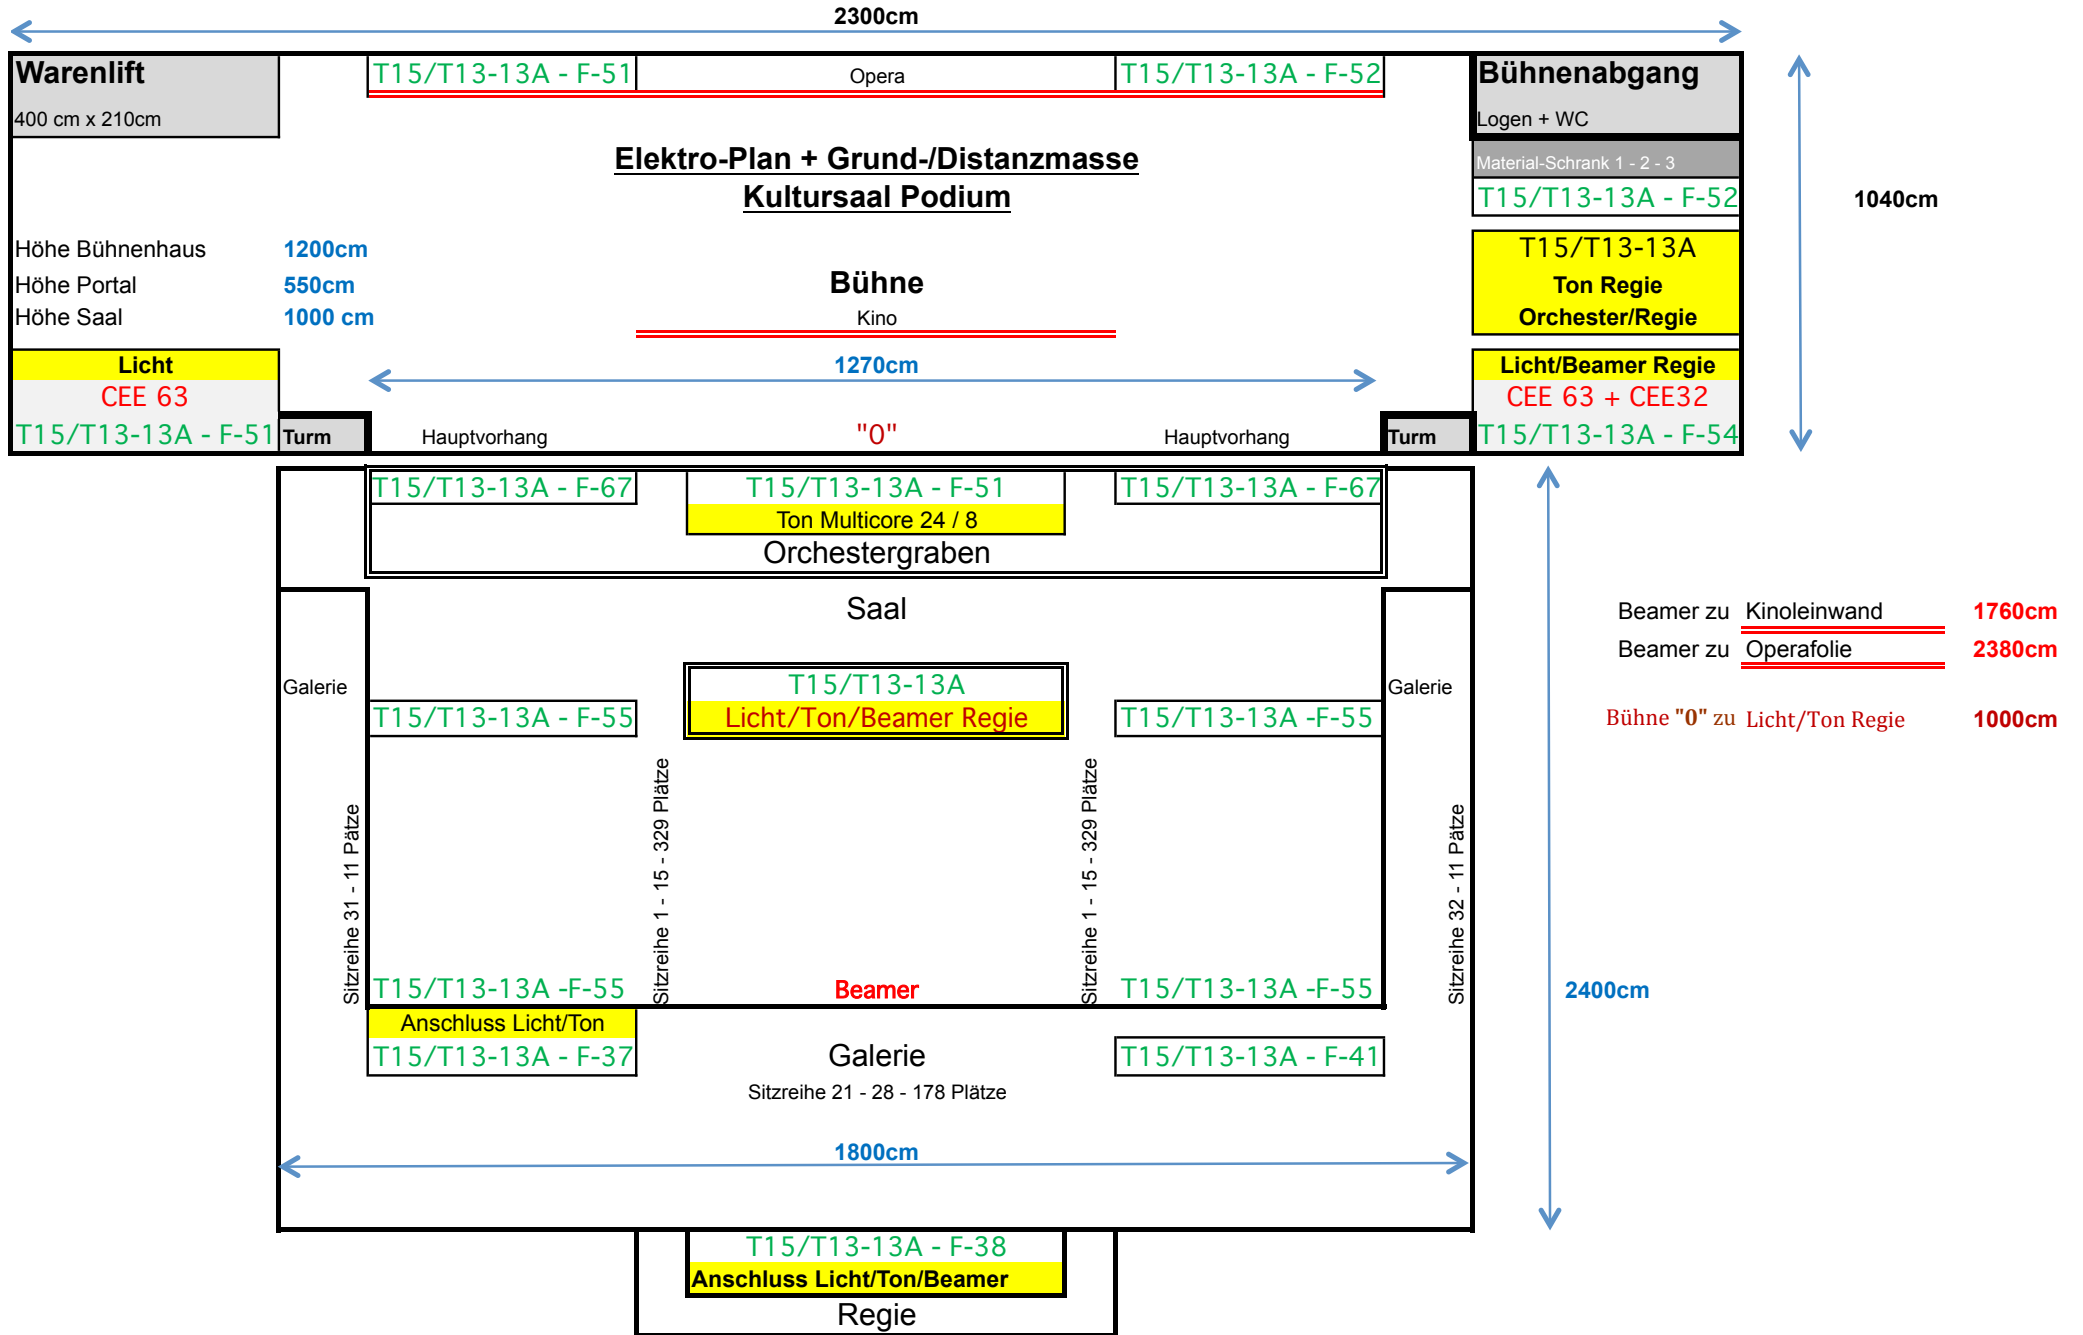 2300cm
Warenlift
400 cm x 210cm
T15/T13-13A - F-51
Opera
T15/T13-13A - F-52
Bühnenabgang
Logen + WC
Material-Schrank 1 - 2 - 3
T15/T13-13A - F-52
Elektro-Plan + Grund-/Distanzmasse
Kultursaal Podium
1040cm
Höhe Bühnenhaus 1200cm
Höhe Portal 550cm
Höhe Saal 1000 cm
Bühne
Kino
T15/T13-13A
Ton Regie
Orchester/Regie
Licht
CEE 63
T15/T13-13A - F-51
Turm
1270cm
Hauptvorhang
"0"
Hauptvorhang
Turm
Licht/Beamer Regie
CEE 63 + CEE32
T15/T13-13A - F-54
T15/T13-13A - F-67
T15/T13-13A - F-51
T15/T13-13A - F-67
Ton Multicore 24 / 8
Orchestergraben
Saal
Beamer zu Kinoleinwand 1760cm
Beamer zu Operafolie 2380cm
Bühne "0" zu Licht/Ton Regie 1000cm
Galerie
T15/T13-13A
Licht/Ton/Beamer Regie
Galerie
T15/T13-13A - F-55
T15/T13-13A -F-55
Sitzreihe 31 - 11 Pätze
Sitzreihe 1 - 15 - 329 Plätze
Sitzreihe 1 - 15 - 329 Plätze
Sitzreihe 32 - 11 Pätze
T15/T13-13A -F-55
Beamer
T15/T13-13A -F-55
2400cm
Anschluss Licht/Ton
T15/T13-13A - F-37
Galerie
T15/T13-13A - F-41
Sitzreihe 21 - 28 - 178 Plätze
1800cm
T15/T13-13A - F-38
Anschluss Licht/Ton/Beamer
Regie